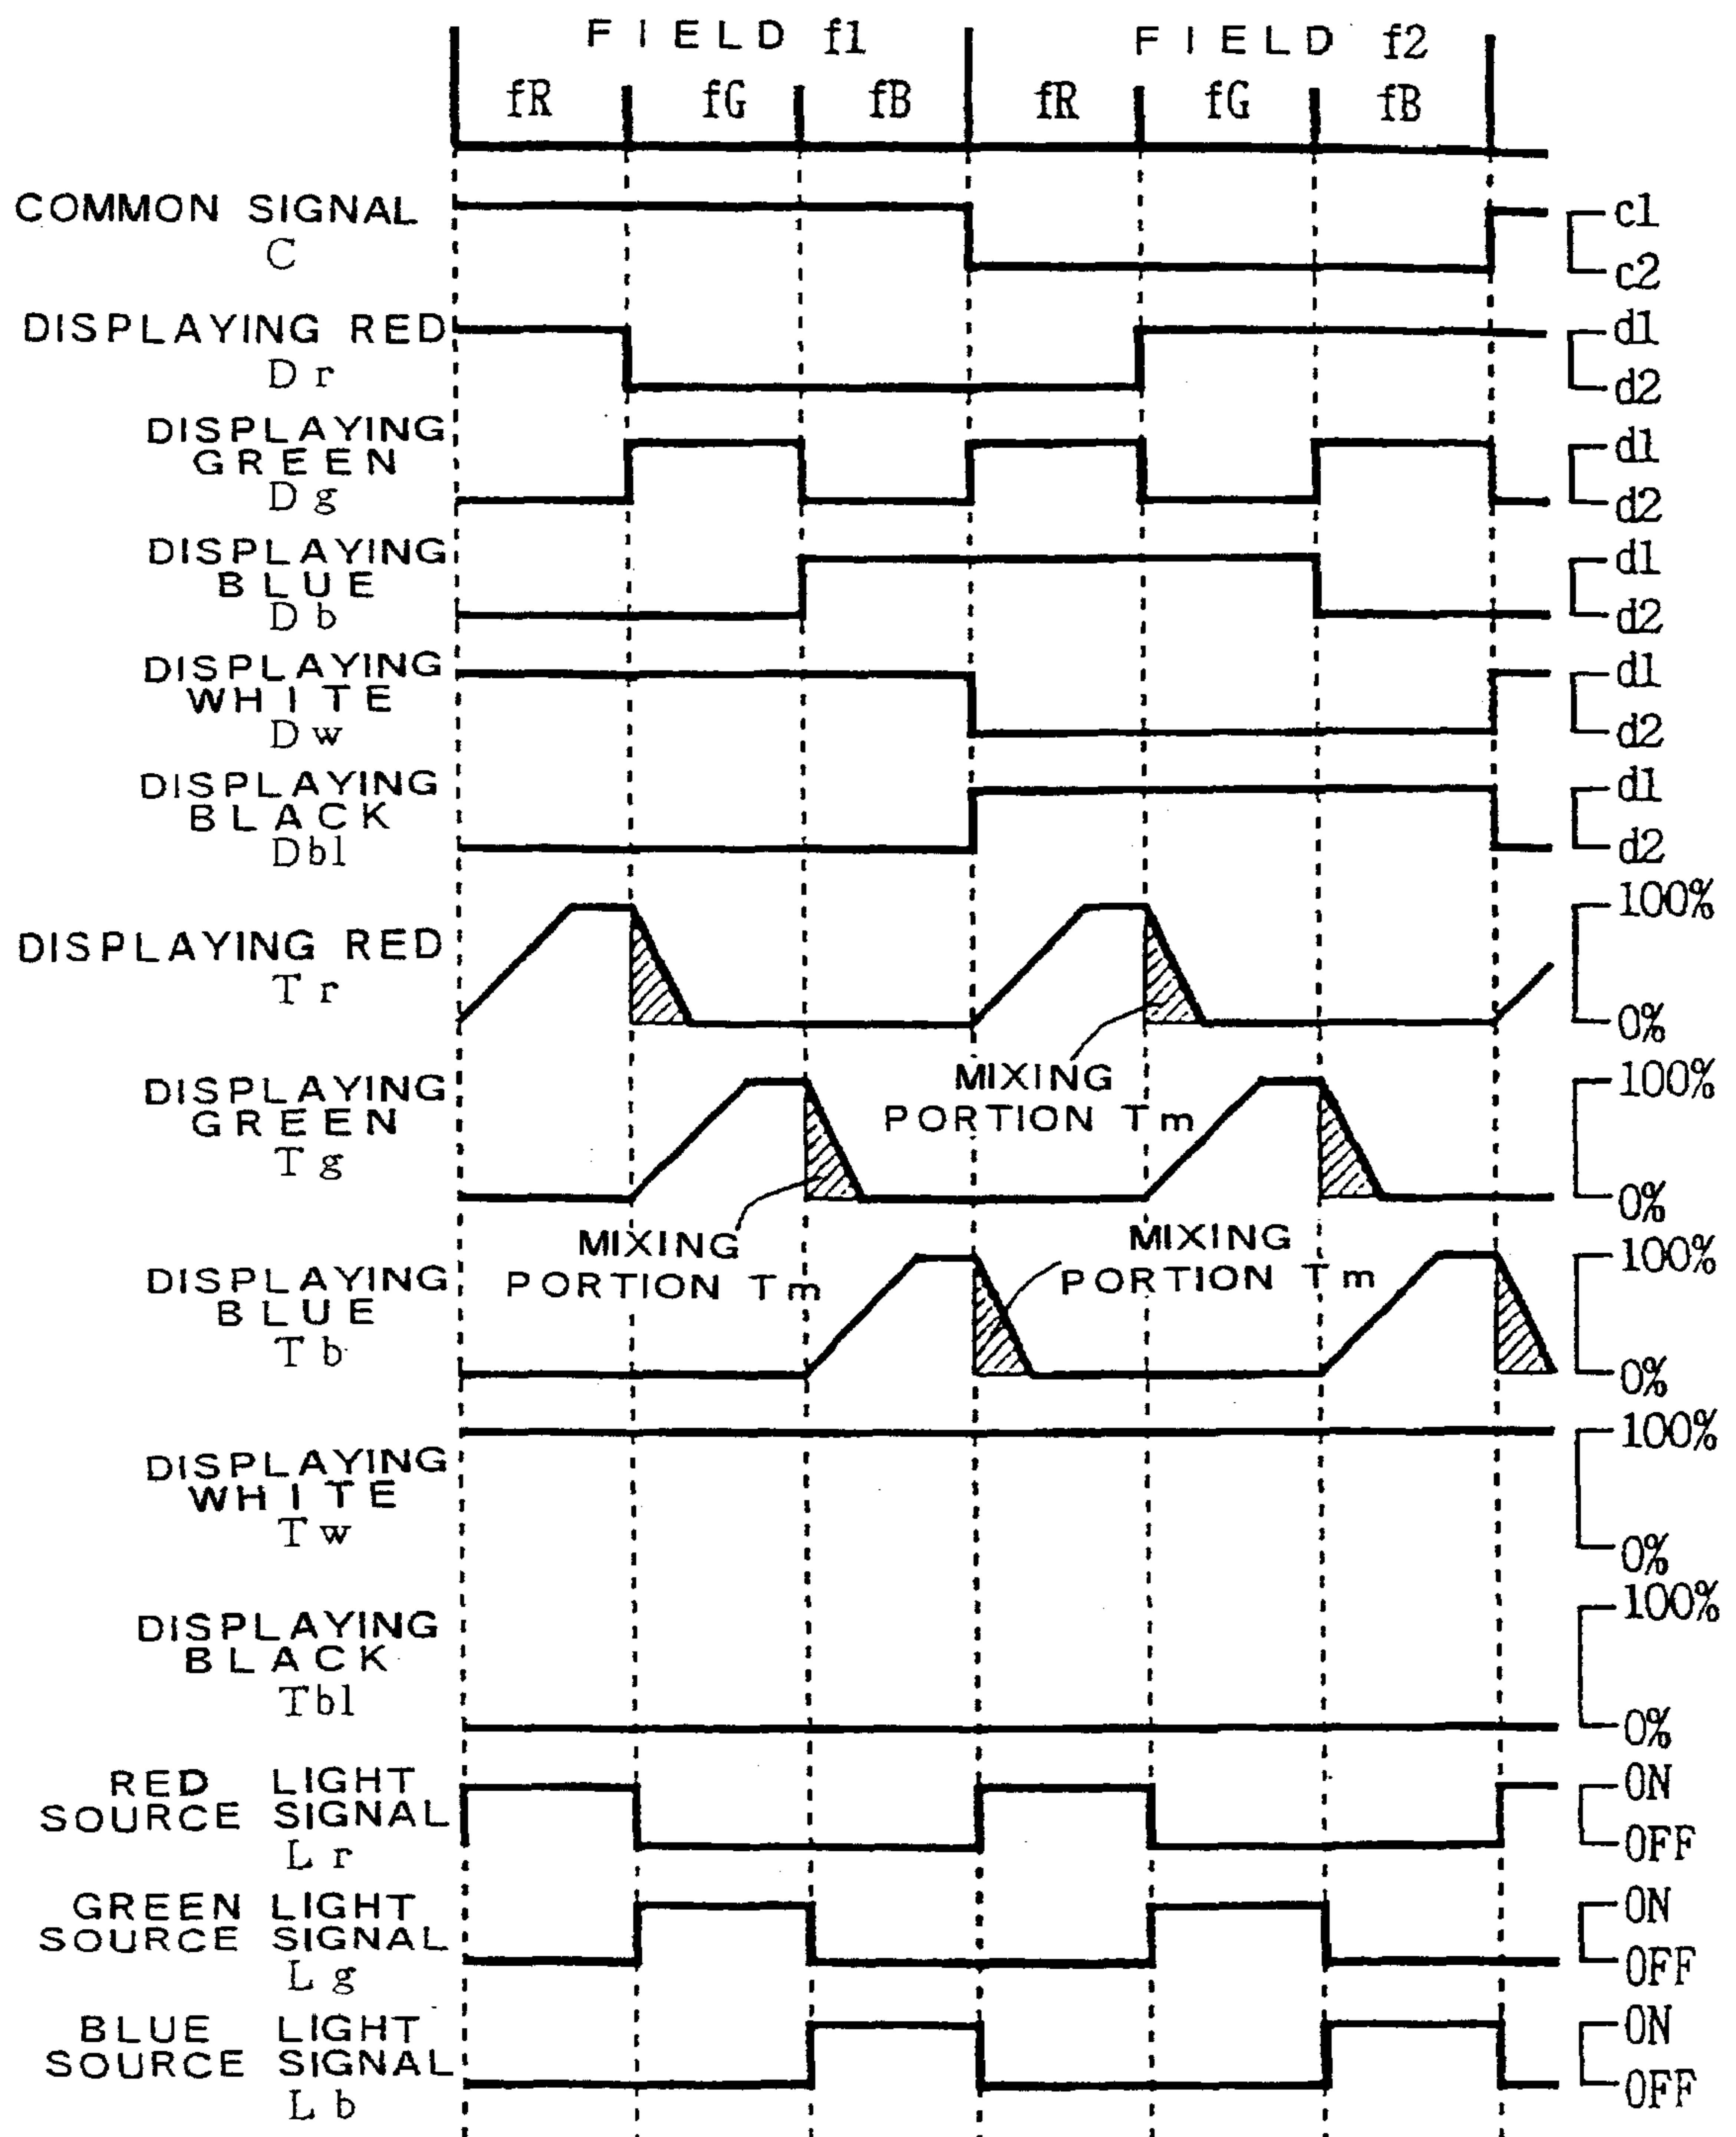 FIELD f1
FIELD f2
fR fG fB fR fG fB
COMMON SIGNAL
C
c1
c2
DISPLAYING RED
Dr
d1
d2
DISPLAYING
GREEN
Dg
d1
d2
DISPLAYING
BLUE
Db
d1
d2
DISPLAYING
WHITE
Dw
d1
d2
DISPLAYING
BLACK
Dbl
d1
d2
DISPLAYING RED
Tr
100%
0%
MIXING
PORTION Tm
DISPLAYING
GREEN
Tg
100%
0%
MIXING
PORTION Tm
MIXING
PORTION Tm
DISPLAYING
BLUE
Tb
100%
0%
DISPLAYING
WHITE
Tw
100%
0%
DISPLAYING
BLACK
Tbl
100%
0%
RED LIGHT
SOURCE SIGNAL
Lr
ON
OFF
GREEN LIGHT
SOURCE SIGNAL
Lg
ON
OFF
BLUE LIGHT
SOURCE SIGNAL
Lb
ON
OFF